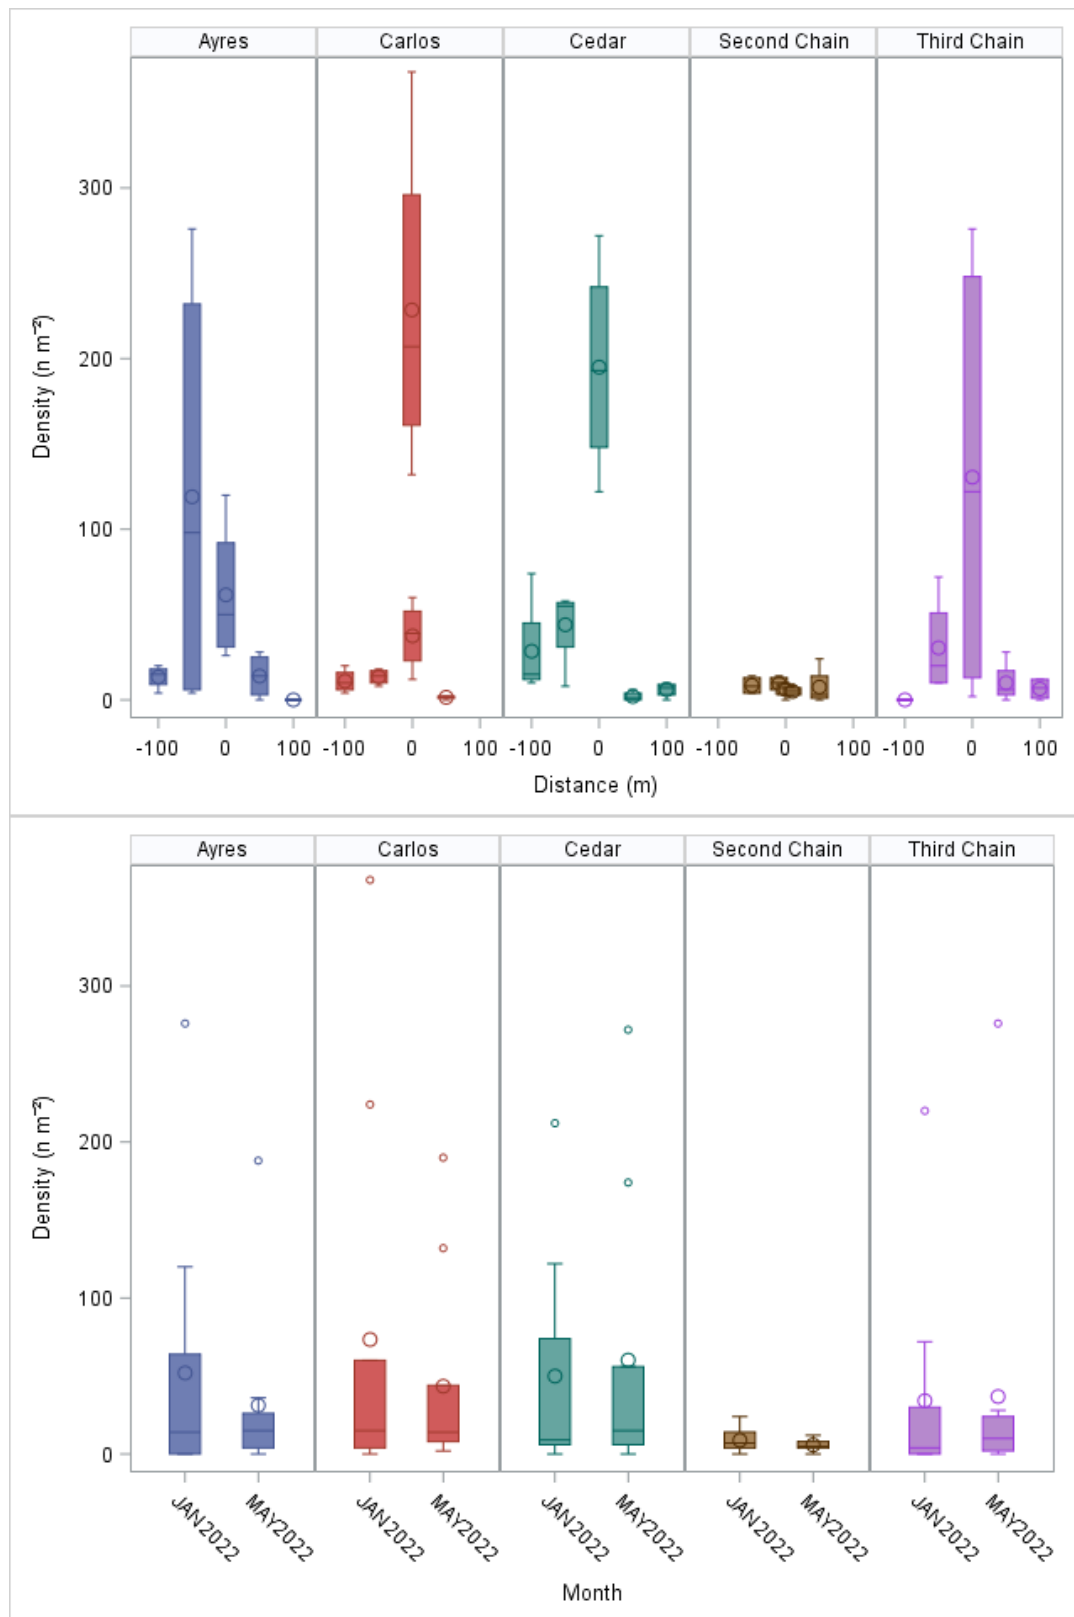 Ayres Carlos Cedar Second Chain Third Chain
300
200
100
0
Density (n m⁻²)
-100 0 100 -100 0 100 -100 0 100 -100 0 100 -100 0 100
Distance (m)
Ayres Carlos Cedar Second Chain Third Chain
300
200
100
0
Density (n m⁻²)
JAN2022 MAY2022 JAN2022 MAY2022 JAN2022 MAY2022 JAN2022 MAY2022 JAN2022 MAY2022
Month